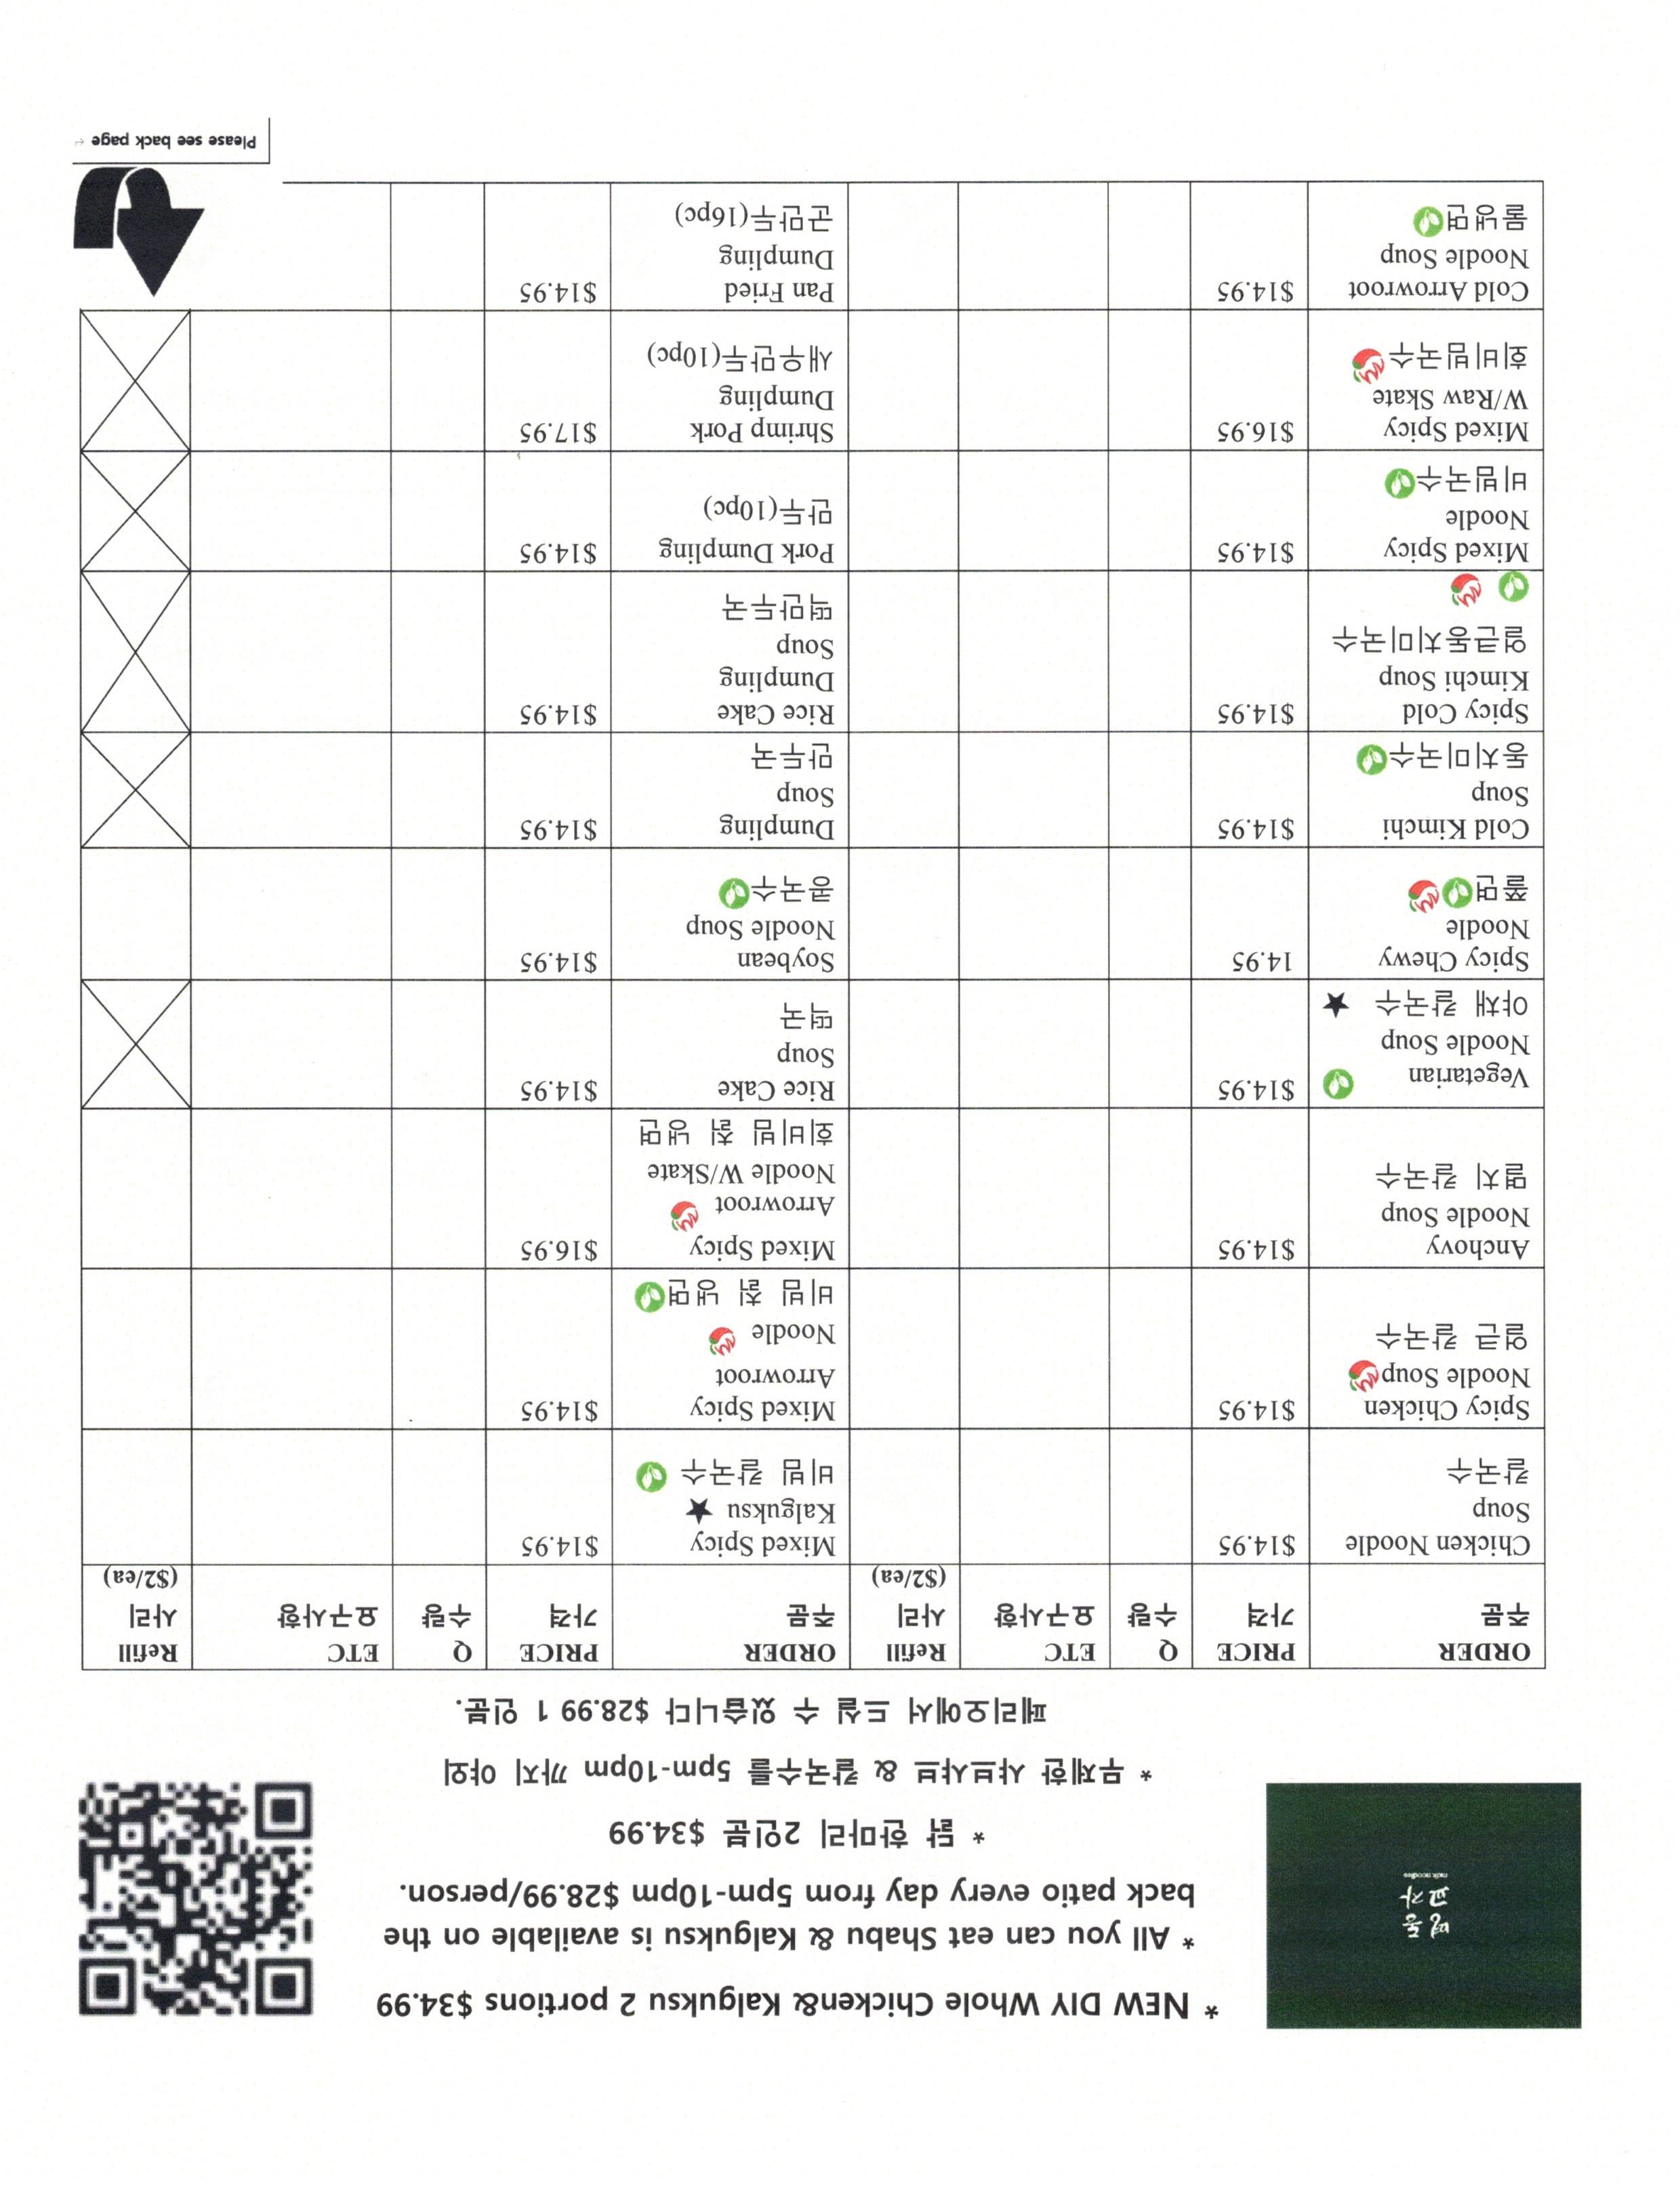 명동
교자
mdk noodles
* NEW DIY Whole Chicken& Kalguksu 2 portions $34.99
* All you can eat Shabu & Kalguksu is available on the
back patio every day from 5pm-10pm $28.99/person.
* 닭 한마리 2인분 $34.99
* 무제한 샤브샤브 & 칼국수를 5pm-10pm 까지 야외
페리오에서 드실 수 있습니다 $28.99 1 인분.
ORDER PRICE Q ETC Refill ORDER PRICE Q ETC Refill
주문 가격 수량 요구사항 사리 주문 가격 수량 요구사항 사리
($2/ea) ($2/ea)
Chicken Noodle $14.95 Mixed Spicy $14.95
Soup Kalguksu ★
칼국수 비빔 칼국수
Spicy Chicken $14.95 Mixed Spicy $14.95
Noodle Soup Arrowroot
얼큰 칼국수 Noodle
비빔 칡 냉면
Anchovy $14.95 Mixed Spicy $16.95
Noodle Soup Arrowroot
멸치 칼국수 Noodle W/Skate
회비빔 칡 냉면
Vegetarian $14.95 Rice Cake $14.95
Noodle Soup Soup
야채 칼국수 ★ 떡국
Spicy Chewy 14.95 Soybean $14.95
Noodle Noodle Soup
쫄면 콩국수
Cold Kimchi $14.95 Dumpling $14.95
Soup Soup
동치미국수 만두국
Spicy Cold $14.95 Rice Cake $14.95
Kimchi Soup Dumpling
얼큰동치미국수 Soup
떡만두국
Mixed Spicy $14.95 Pork Dumpling $14.95
Noodle 만두(10pc)
비빔국수
Mixed Spicy $16.95 Shrimp Pork $17.95
W/Raw Skate Dumpling
회비빔국수 새우만두(10pc)
Cold Arrowroot $14.95 Pan Fried $14.95
Noodle Soup Dumpling
물냉면 군만두(16pc)
Please see back page